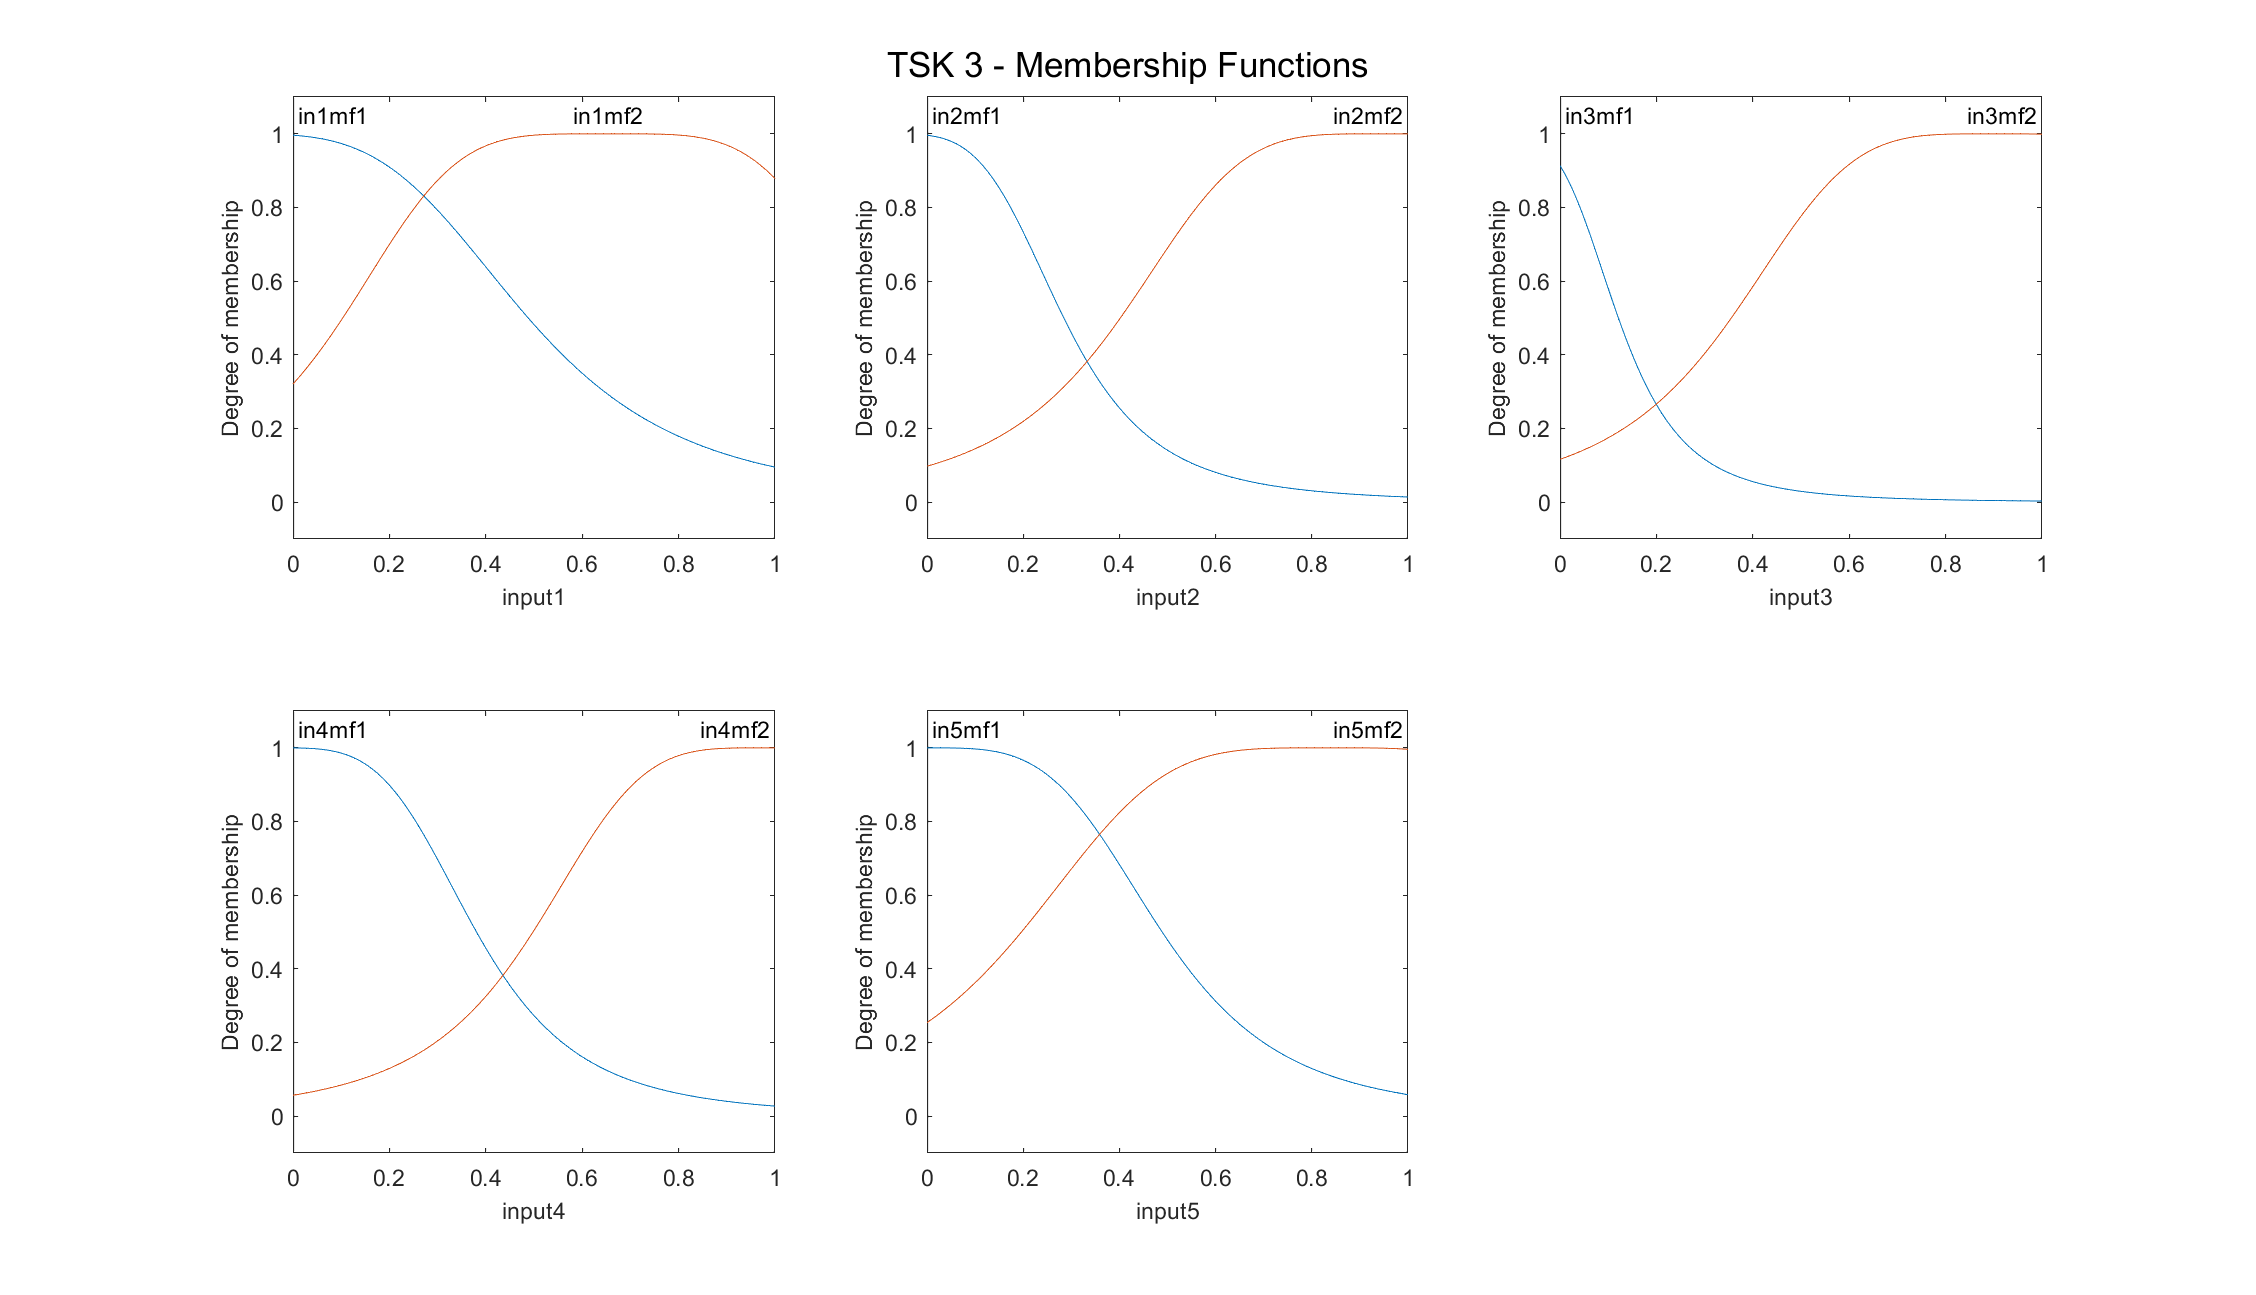 TSK 3 - Membership Functions
in1mf1 in1mf2
1
0.8
0.6
0.4
0.2
0
Degree of membership
0 0.2 0.4 0.6 0.8 1
input1
in2mf1 in2mf2
1
0.8
0.6
0.4
0.2
0
Degree of membership
0 0.2 0.4 0.6 0.8 1
input2
in3mf1 in3mf2
1
0.8
0.6
0.4
0.2
0
Degree of membership
0 0.2 0.4 0.6 0.8 1
input3
in4mf1 in4mf2
1
0.8
0.6
0.4
0.2
0
Degree of membership
0 0.2 0.4 0.6 0.8 1
input4
in5mf1 in5mf2
1
0.8
0.6
0.4
0.2
0
Degree of membership
0 0.2 0.4 0.6 0.8 1
input5